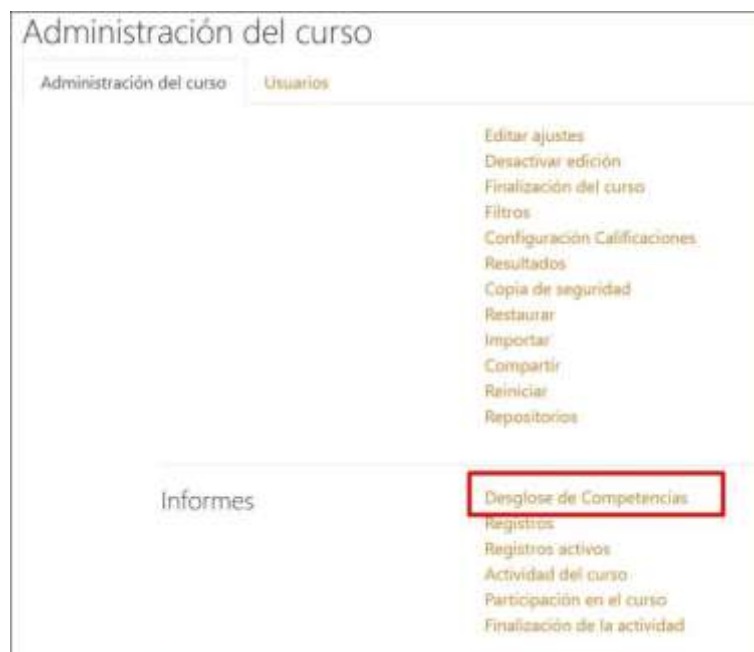 Administración del curso
Administración del curso
Usuarios
Editar ajustes
Desactivar edición
Finalización del curso
Filtros
Configuración Calificaciones
Resultados
Copia de seguridad
Restaurar
Importar
Compartir
Reiniciar
Repositorios
Informes
Desglose de Competencias
Registros
Registros activos
Actividad del curso
Participación en el curso
Finalización de la actividad